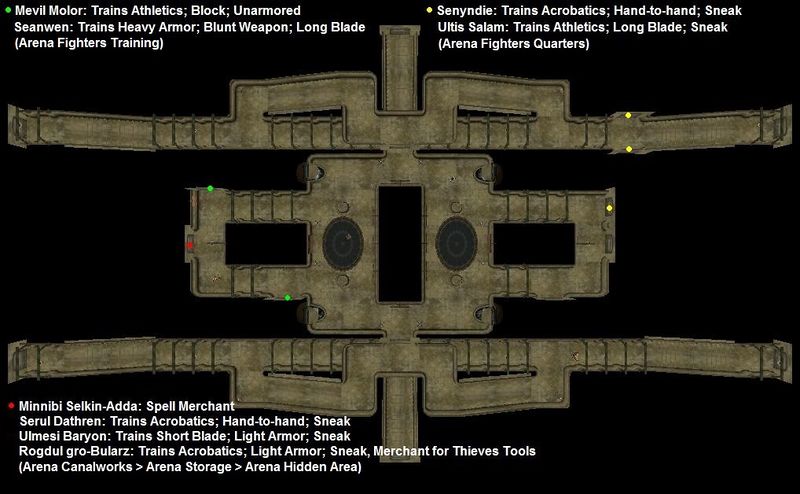 Mevil Molor: Trains Athletics; Block; Unarmored
Seanwen: Trains Heavy Armor; Blunt Weapon; Long Blade
(Arena Fighters Training)
Senyndie: Trains Acrobatics; Hand-to-hand; Sneak
Ultis Salam: Trains Athletics; Long Blade; Sneak
(Arena Fighters Quarters)
Minnibi Selkin-Adda: Spell Merchant
Serul Dathren: Trains Acrobatics; Hand-to-hand; Sneak
Ulmesi Baryon: Trains Short Blade; Light Armor; Sneak
Rogdul gro-Bularz: Trains Acrobatics; Light Armor; Sneak, Merchant for Thieves Tools
(Arena Canalworks > Arena Storage > Arena Hidden Area)